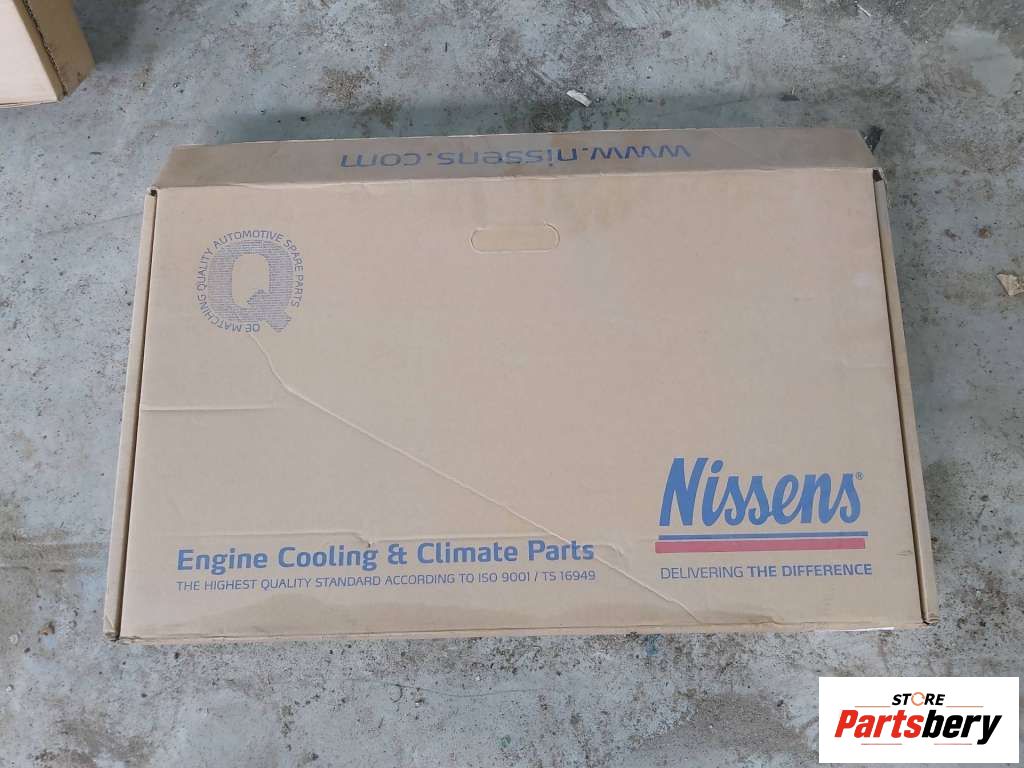 www.nissens.com
OE MATCHING QUALITY AUTOMOTIVE SPARE PARTS
Q
Nissens®
Engine Cooling & Climate Parts
THE HIGHEST QUALITY STANDARD ACCORDING TO ISO 9001 / TS 16949
DELIVERING THE DIFFERENCE
STORE
Partsbery